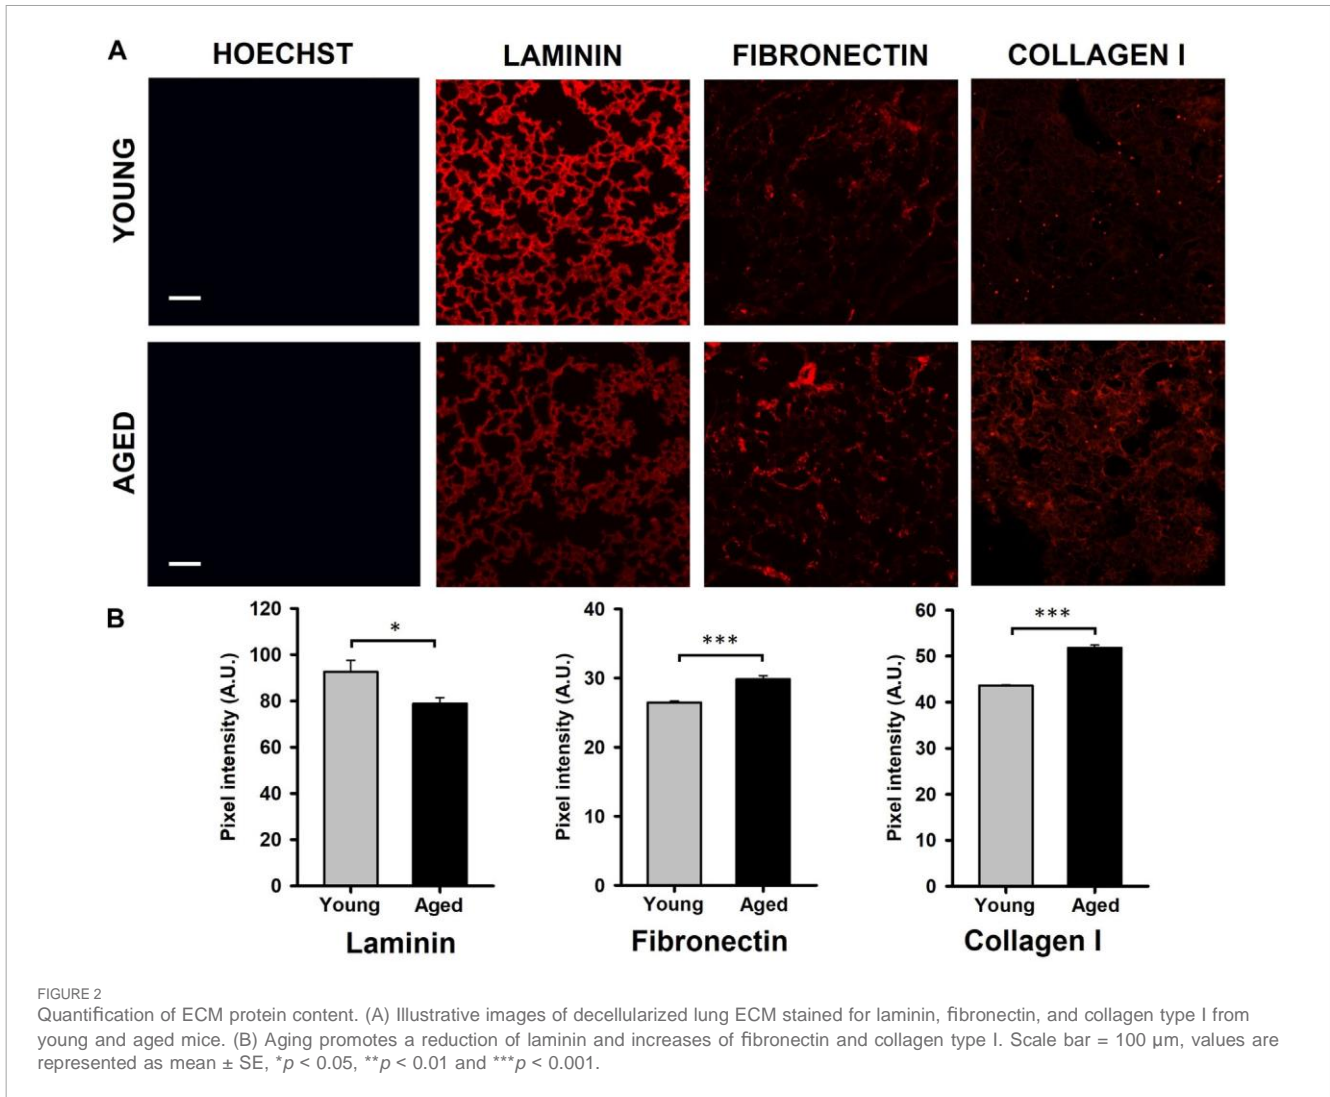 A
HOECHST LAMININ FIBRONECTIN COLLAGEN I
YOUNG
AGED
B
Pixel intensity (A.U.)
120
100
80
60
40
20
0
*
Young Aged
Laminin
Pixel intensity (A.U.)
40
30
20
10
0
***
Young Aged
Fibronectin
Pixel intensity (A.U.)
60
50
40
30
20
10
0
***
Young Aged
Collagen I
FIGURE 2
Quantification of ECM protein content. (A) Illustrative images of decellularized lung ECM stained for laminin, fibronectin, and collagen type I from
young and aged mice. (B) Aging promotes a reduction of laminin and increases of fibronectin and collagen type I. Scale bar = 100 μm, values are
represented as mean ± SE, *p < 0.05, **p < 0.01 and ***p < 0.001.